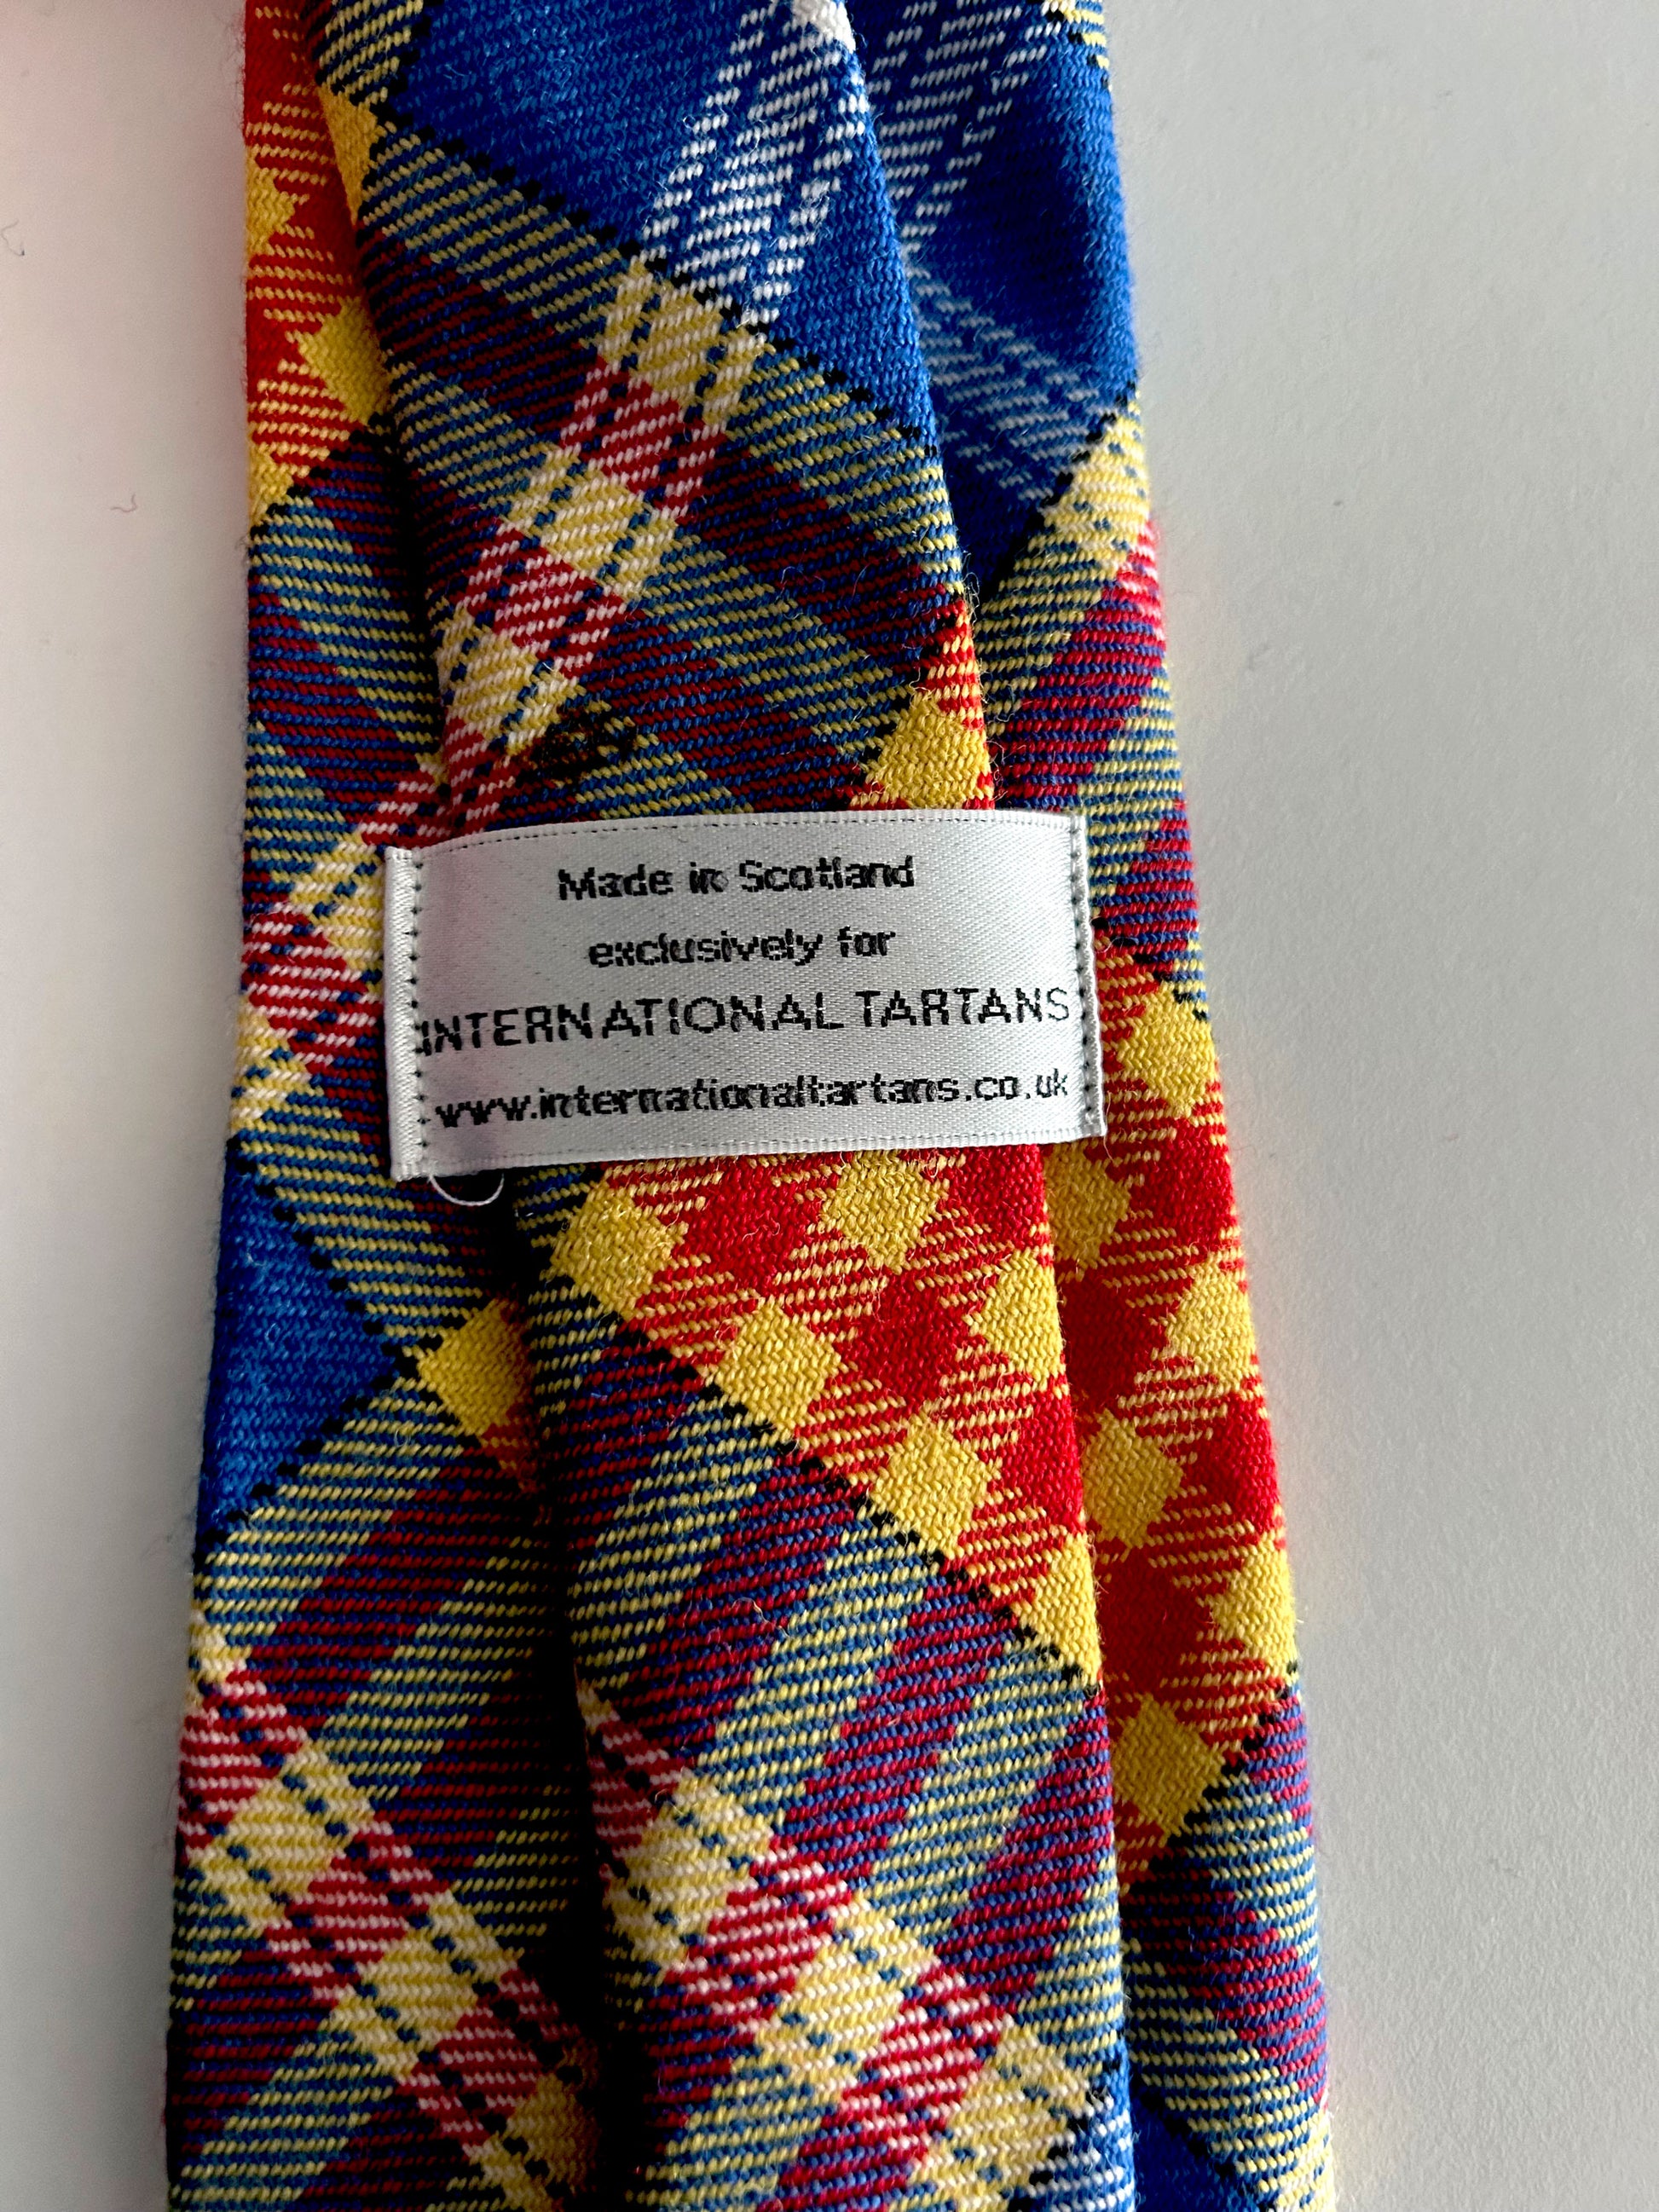 Made in Scotland
exclusively for
INTERNATIONAL TARTANS
www.internationaltartans.co.uk